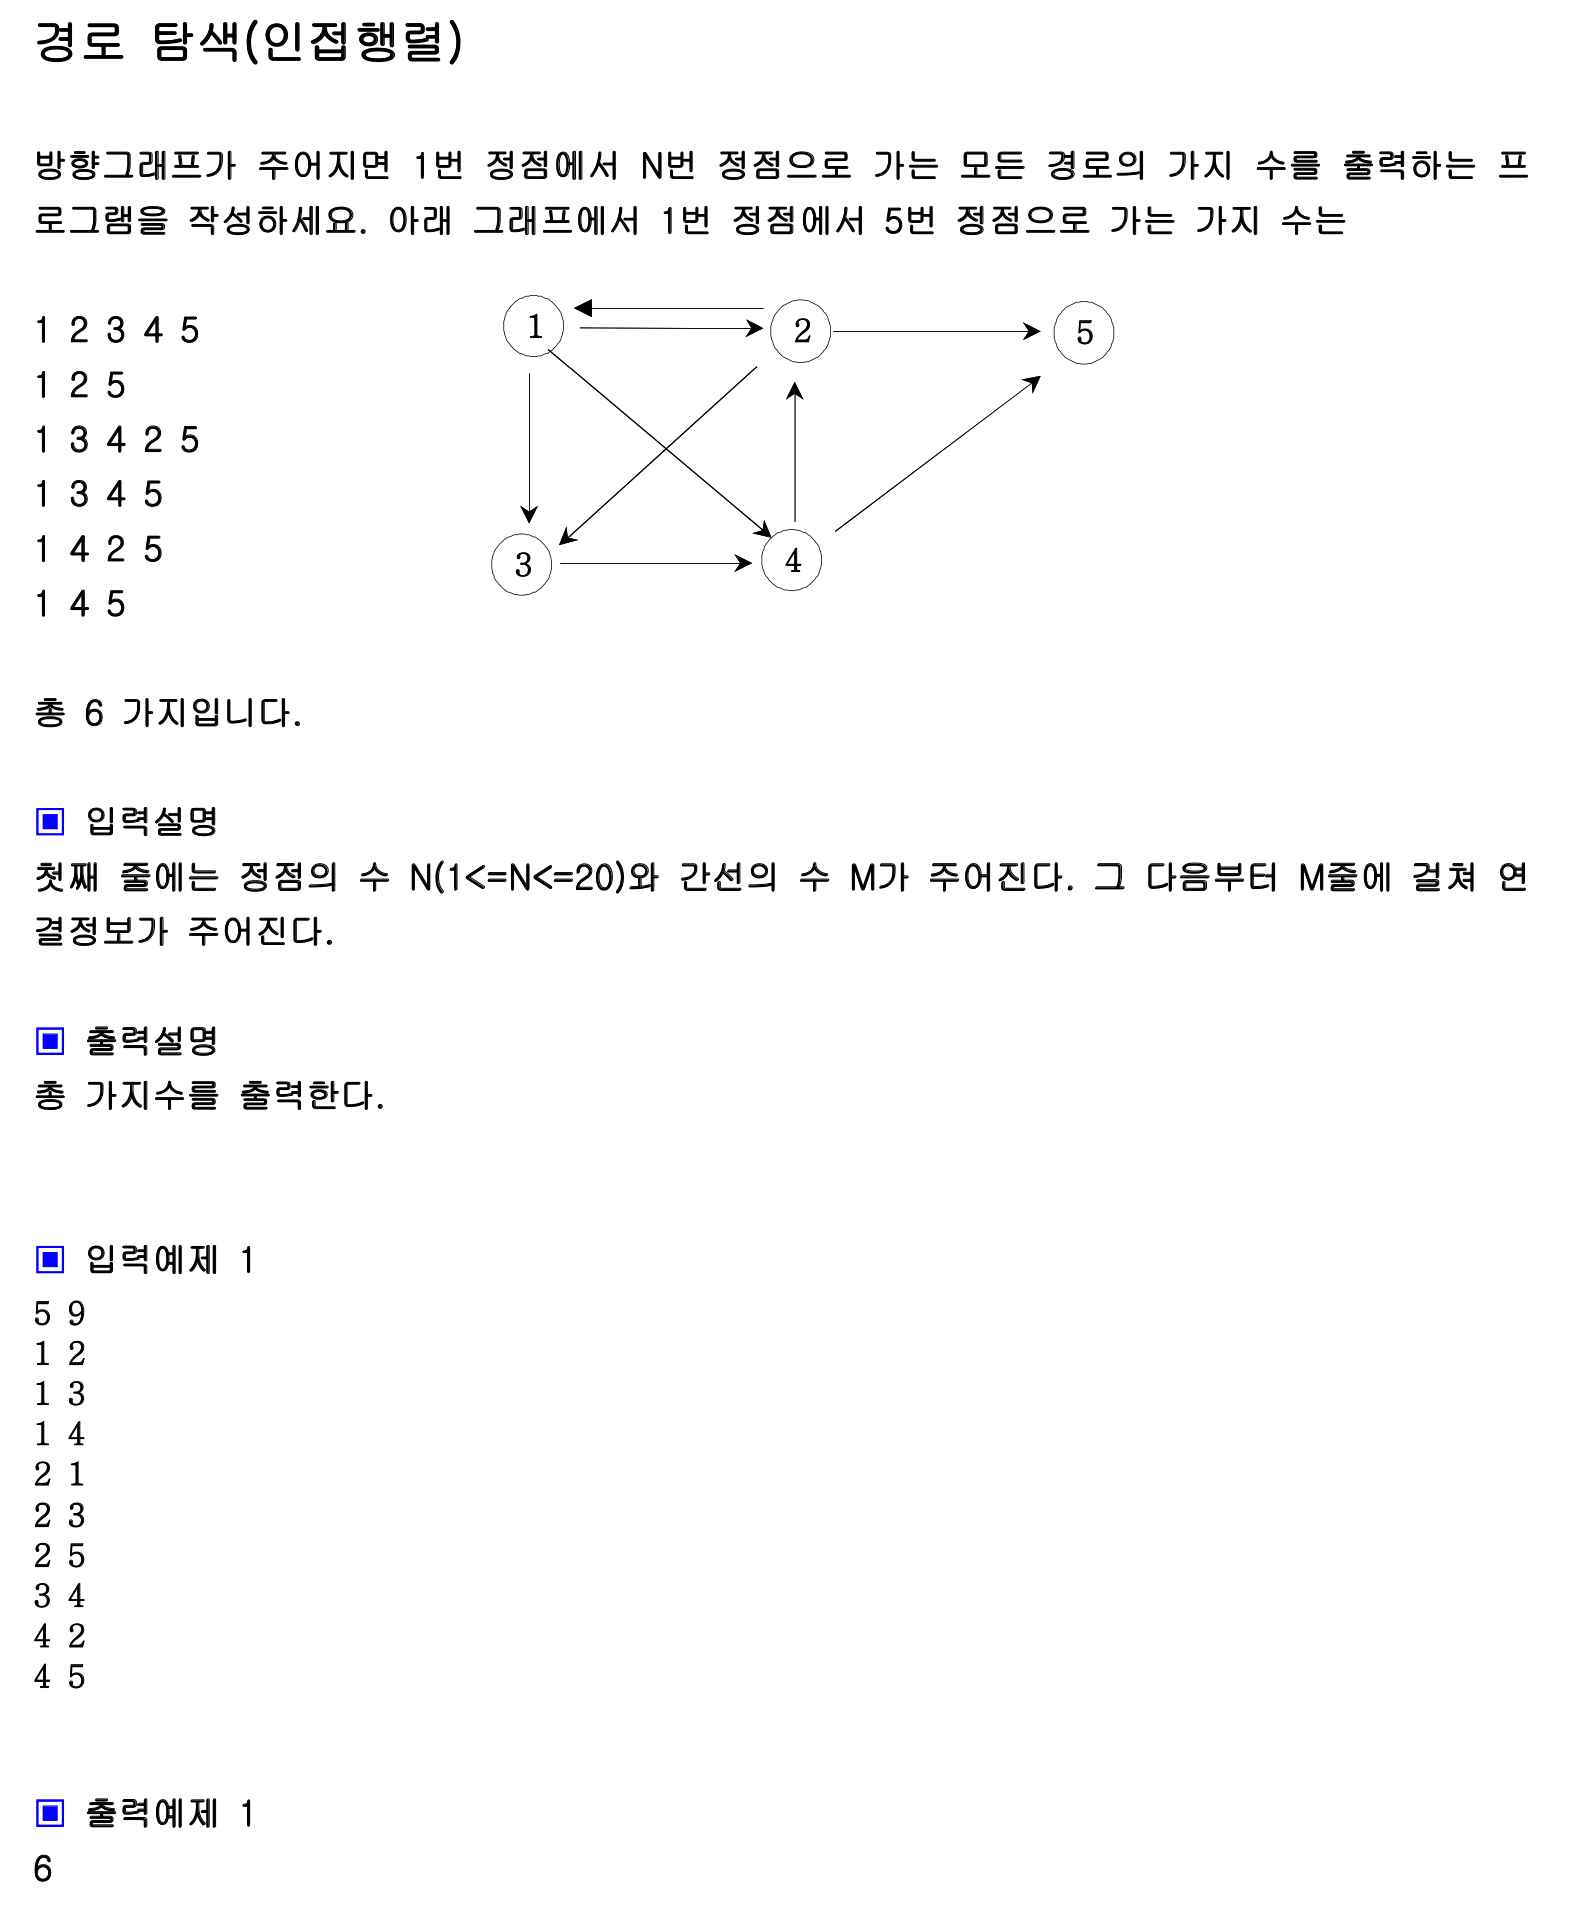 경로 탐색(인접행렬)
방향그래프가 주어지면 1번 정점에서 N번 정점으로 가는 모든 경로의 가지 수를 출력하는 프
로그램을 작성하세요. 아래 그래프에서 1번 정점에서 5번 정점으로 가는 가지 수는
1 2 3 4 5
1 2 5
1 3 4 2 5
1 3 4 5
1 4 2 5
1 4 5
1
2
5
3
4
총 6 가지입니다.
▣ 입력설명
첫째 줄에는 정점의 수 N(1<=N<=20)와 간선의 수 M가 주어진다. 그 다음부터 M줄에 걸쳐 연
결정보가 주어진다.
▣ 출력설명
총 가지수를 출력한다.
▣ 입력예제 1
5 9
1 2
1 3
1 4
2 1
2 3
2 5
3 4
4 2
4 5
▣ 출력예제 1
6